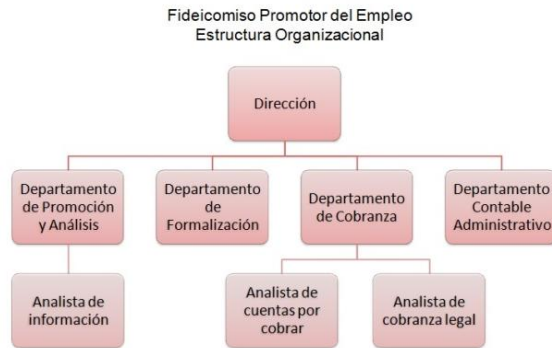 Fideicomiso Promotor del Empleo
Estructura Organizacional
Dirección
Departamento
de Promoción
y Análisis
Departamento
de
Formalización
Departamento
de Cobranza
Departamento
Contable
Administrativo
Analista de
información
Analista de
cuentas por
cobrar
Analista de
cobranza legal